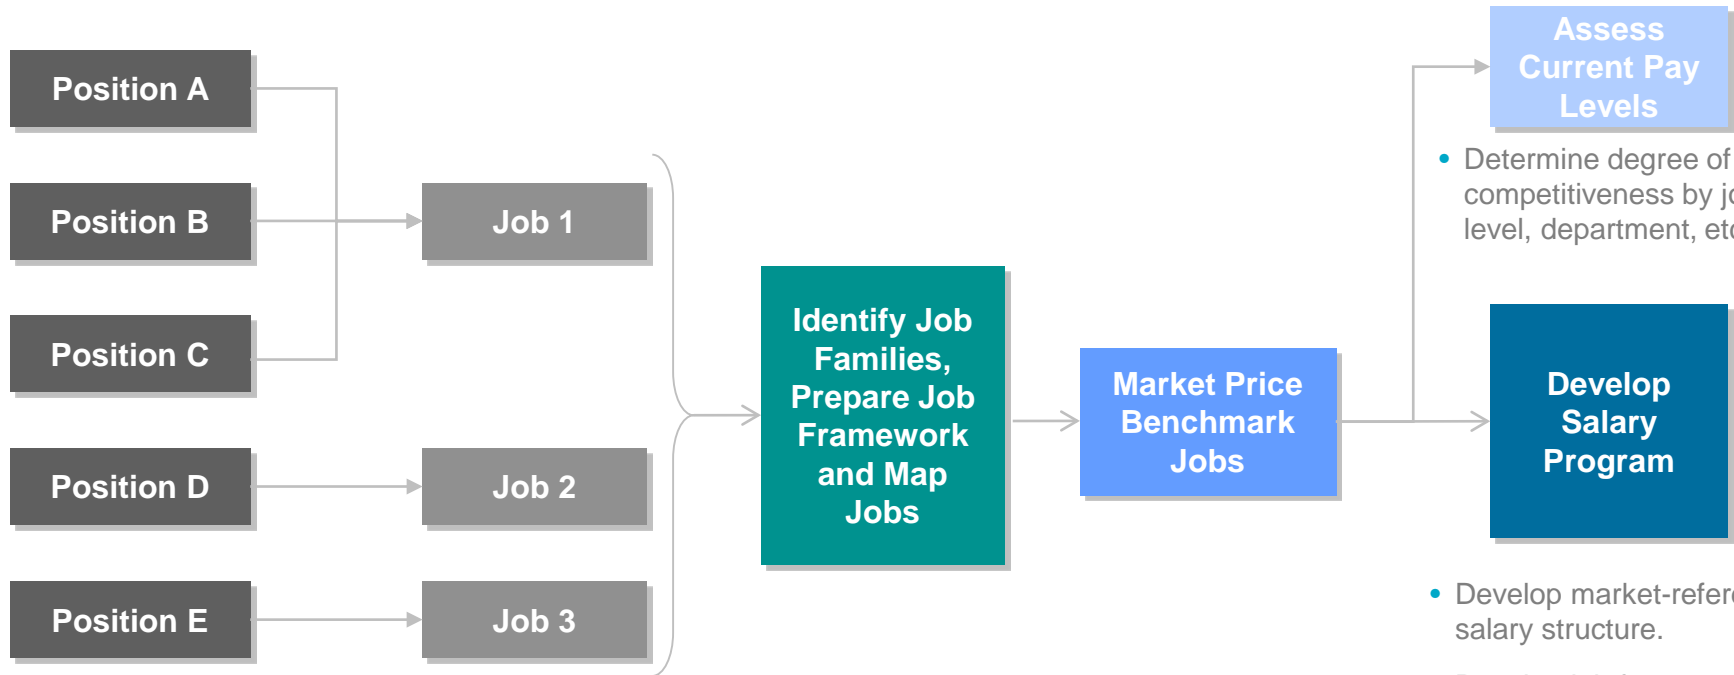 Position A
Position B
Position C
Position D
Position E
Job 1
Job 2
Job 3
Identify Job
Families,
Prepare Job
Framework
and Map
Jobs
Market Price
Benchmark
Jobs
Assess
Current Pay
Levels
• Determine degree of
competitiveness by
level, department,
Develop
Salary
Program
• Develop
salary structure.